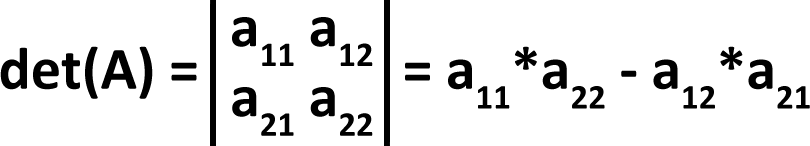 det(A) = | a₁₁ a₁₂ | = a₁₁*a₂₂ - a₁₂*a₂₁
| a₂₁ a₂₂ |